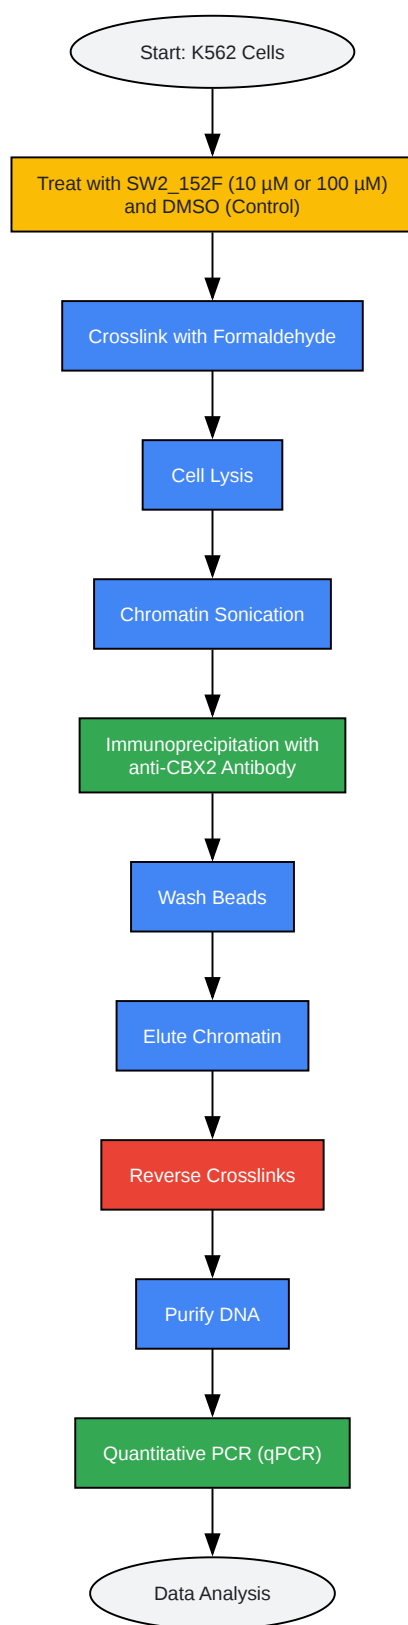 Start: K562 Cells
Treat with SW2_152F (10 µM or 100 µM)
and DMSO (Control)
Crosslink with Formaldehyde
Cell Lysis
Chromatin Sonication
Immunoprecipitation with
anti-CBX2 Antibody
Wash Beads
Elute Chromatin
Reverse Crosslinks
Purify DNA
Quantitative PCR (qPCR)
Data Analysis